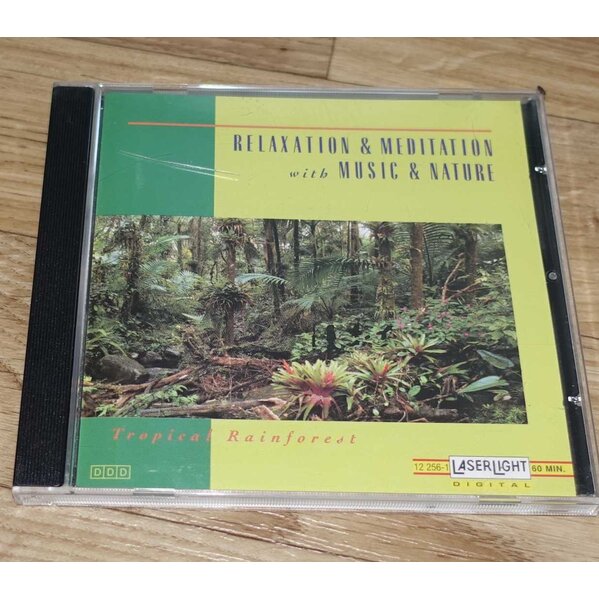 RELAXATION & MEDITATION
with MUSIC & NATURE
Tropical Rainforest
DDD
12 256-1 LASERLIGHT 60 MIN.
DIGITAL